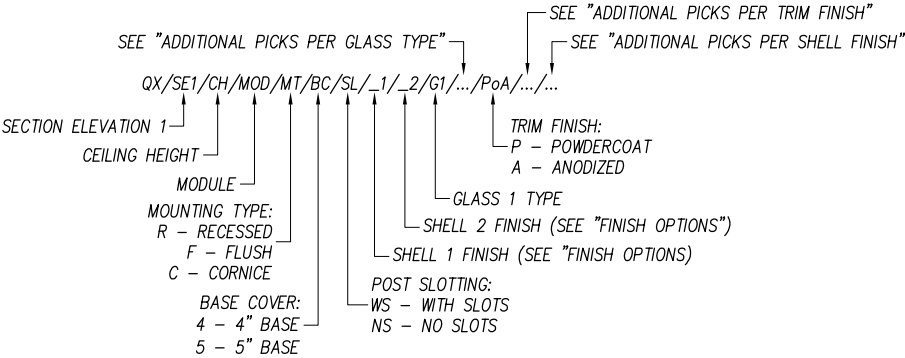 SEE "ADDITIONAL PICKS PER TRIM FINISH"
SEE "ADDITIONAL PICKS PER GLASS TYPE"
SEE "ADDITIONAL PICKS PER SHELL FINISH"
QX/SE1/CH/MOD/MT/BC/SL/_1/_2/G1/.../PoA/.../...
SECTION ELEVATION 1
CEILING HEIGHT
MODULE
MOUNTING TYPE:
R - RECESSED
F - FLUSH
C - CORNICE
BASE COVER:
4 - 4" BASE
5 - 5" BASE
POST SLOTTING:
WS - WITH SLOTS
NS - NO SLOTS
SHELL 1 FINISH (SEE "FINISH OPTIONS)
SHELL 2 FINISH (SEE "FINISH OPTIONS")
GLASS 1 TYPE
TRIM FINISH:
P - POWDERCOAT
A - ANODIZED